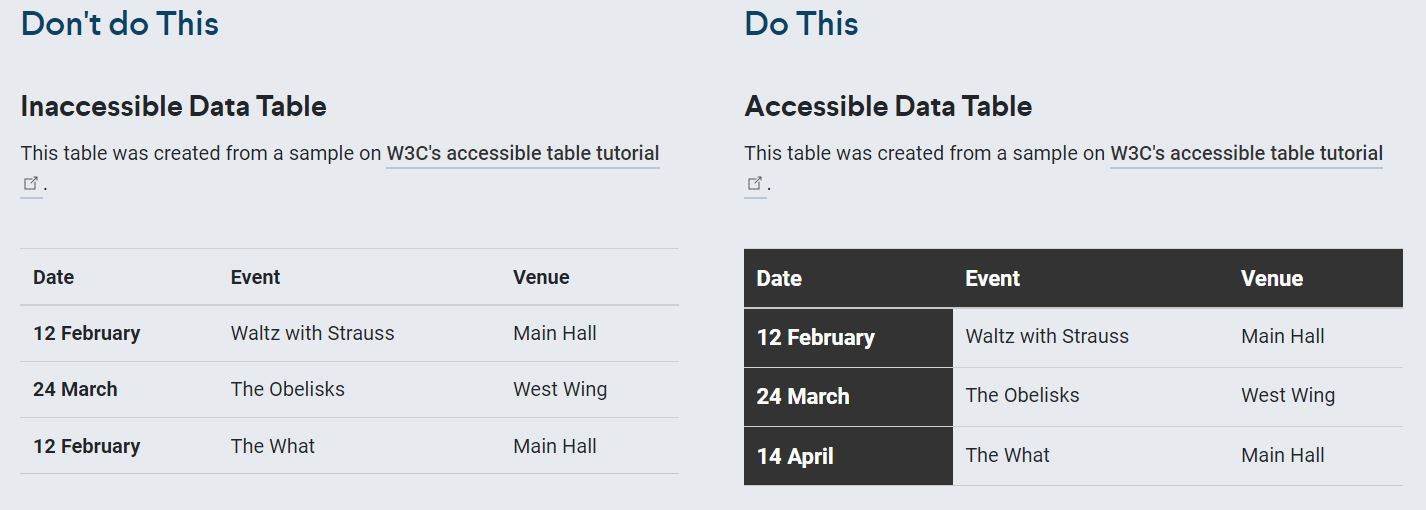 Don't do This
Inaccessible Data Table
This table was created from a sample on W3C's accessible table tutorial
.
Date Event Venue
12 February Waltz with Strauss Main Hall
24 March The Obelisks West Wing
12 February The What Main Hall
Do This
Accessible Data Table
This table was created from a sample on W3C's accessible table tutorial
.
Date Event Venue
12 February Waltz with Strauss Main Hall
24 March The Obelisks West Wing
14 April The What Main Hall